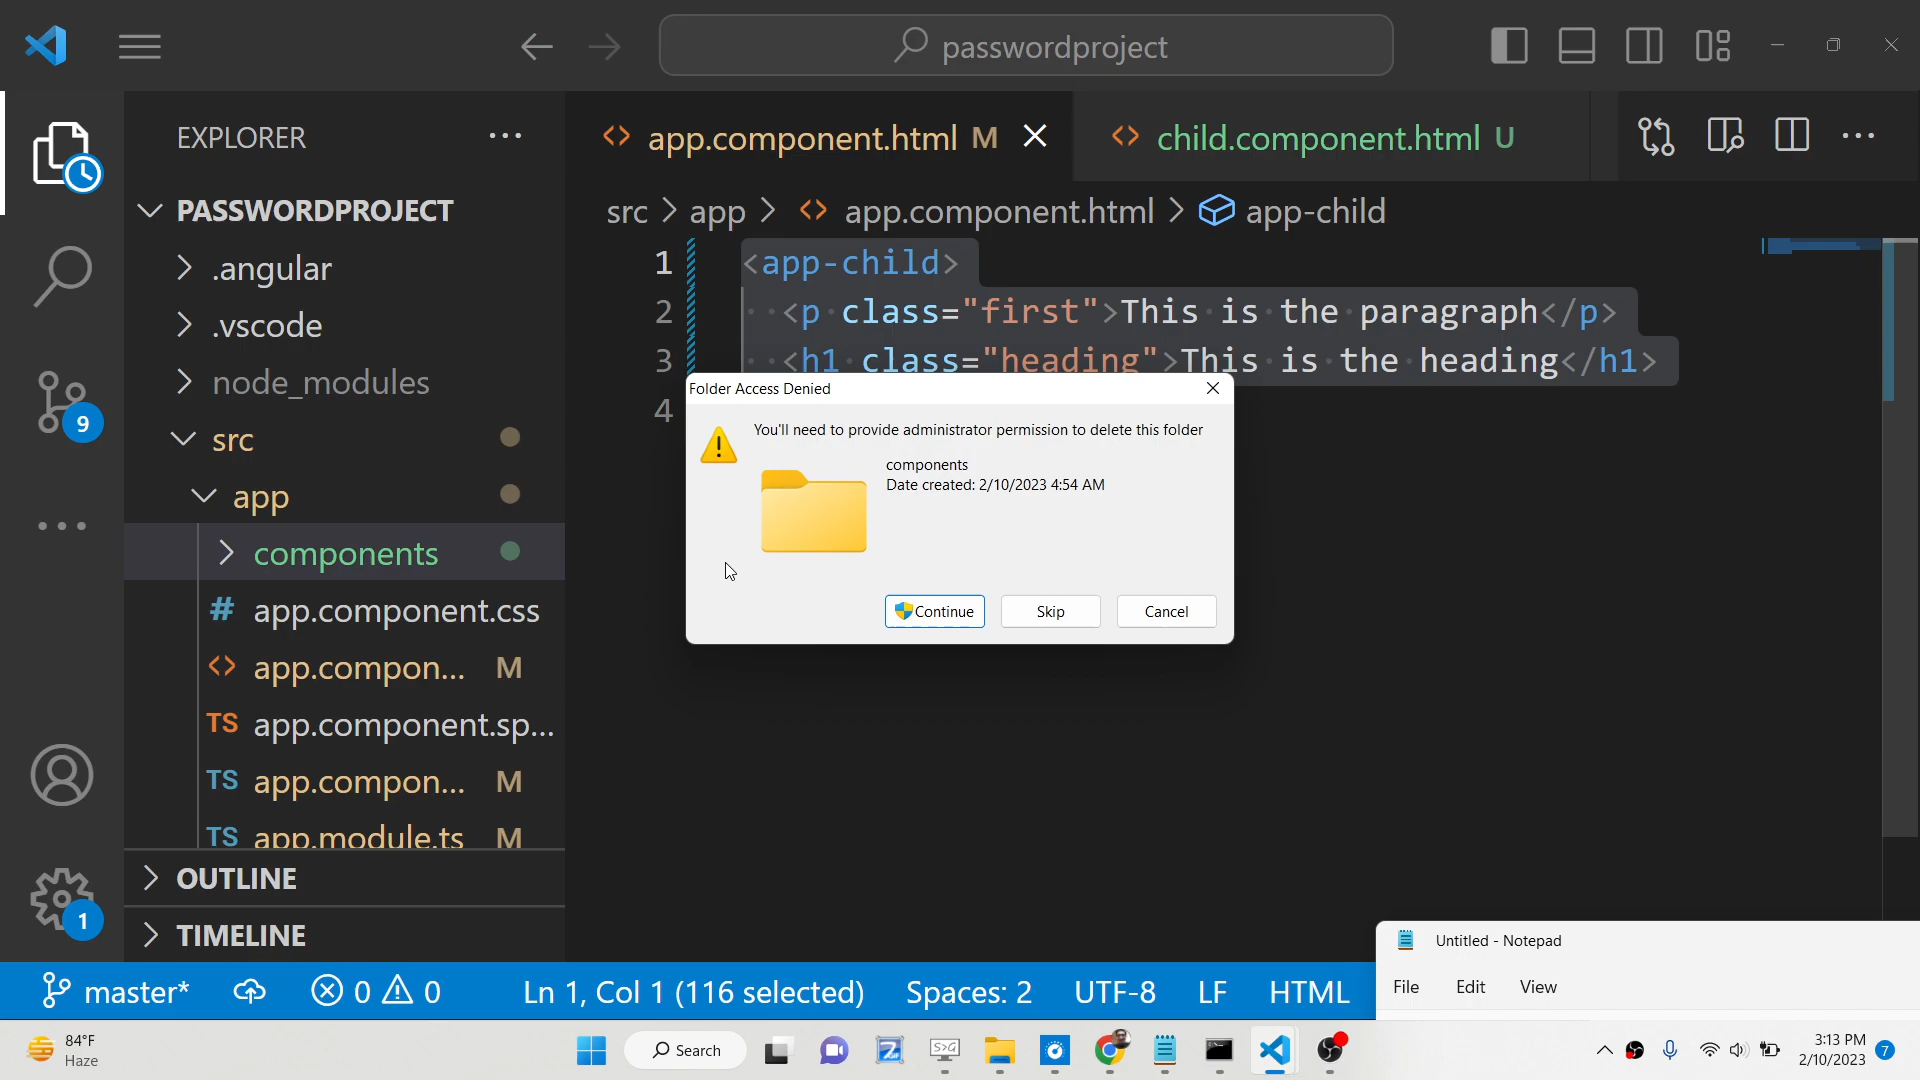 passwordproject
EXPLORER
app.component.html M
child.component.html U
PASSWORDPROJECT
src > app > app.component.html > app-child
.angular
.vscode
node_modules
src
app
components
app.component.css
app.compon... M
TS app.component.sp...
TS app.compon... M
TS app.module.ts M
OUTLINE
TIMELINE
9
1
1 <app-child>
2 <p class="first">This is the paragraph</p>
3 <h1 class="heading">This is the heading</h1>
4
Folder Access Denied
You'll need to provide administrator permission to delete this folder
components
Date created: 2/10/2023 4:54 AM
Continue Skip Cancel
Untitled - Notepad
File Edit View
master* 0 0 Ln 1, Col 1 (116 selected) Spaces: 2 UTF-8 LF HTML
84°F
Haze
Search
3:13 PM
2/10/2023
7